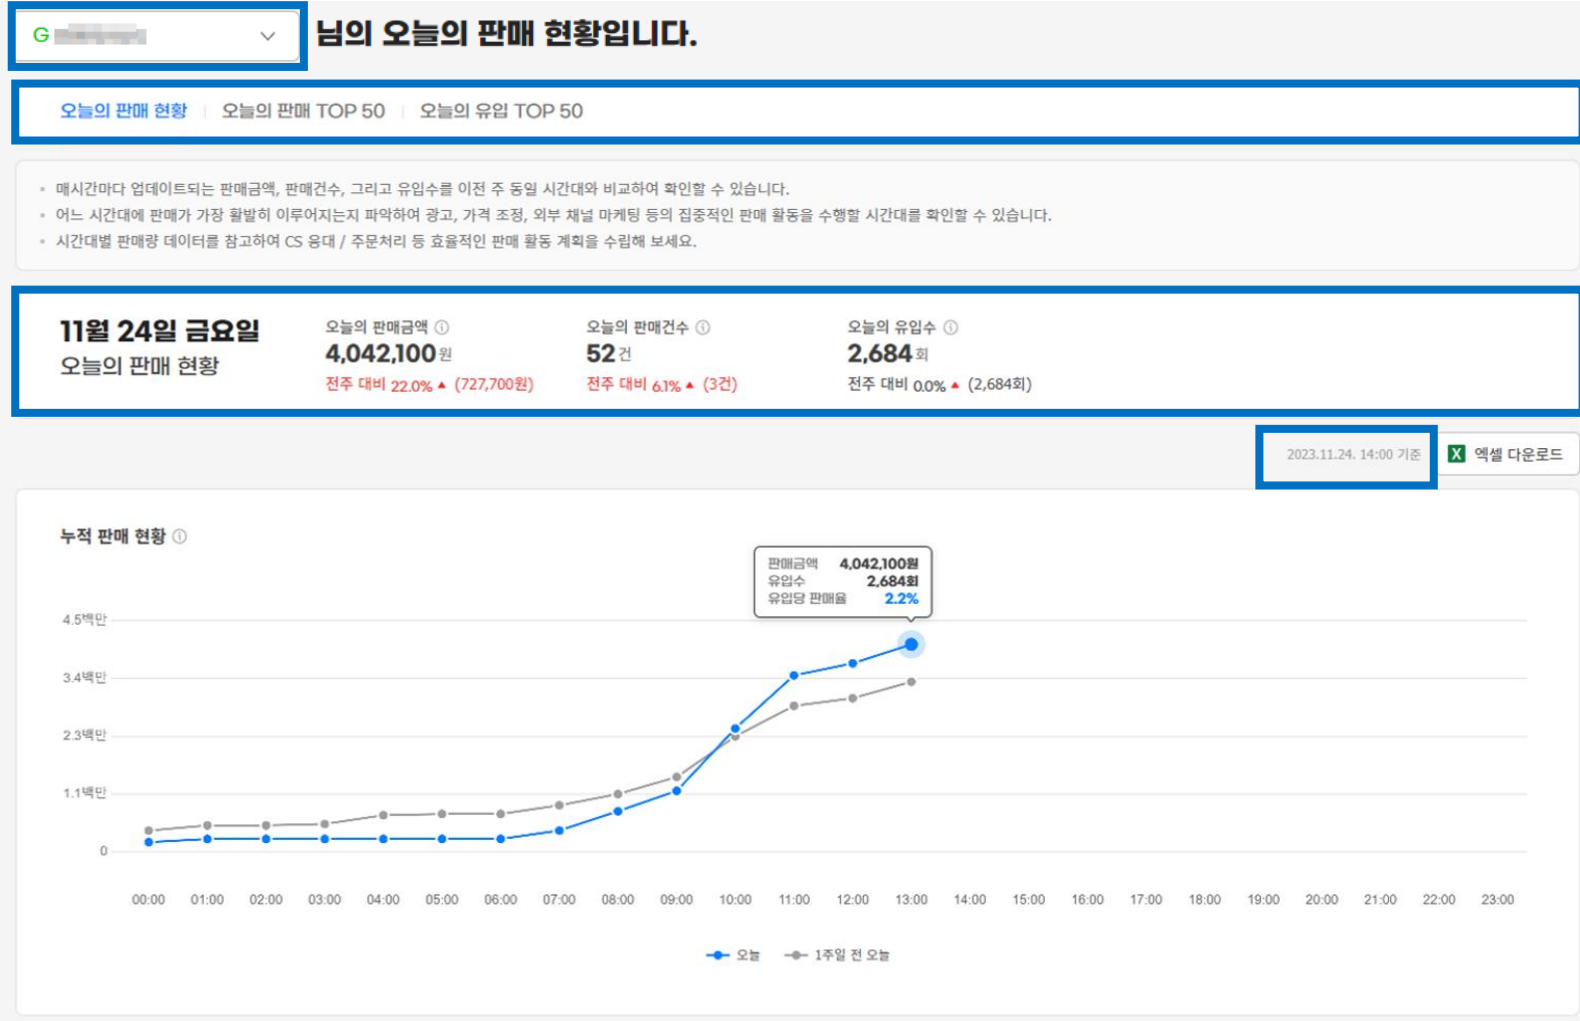 G
님의 오늘의 판매 현황입니다.
오늘의 판매 현황 오늘의 판매 TOP 50 오늘의 유입 TOP 50
매시간마다 업데이트되는 판매금액, 판매건수, 그리고 유입수를 이전 주 동일 시간대와 비교하여 확인할 수 있습니다.
어느 시간대에 판매가 가장 활발히 이루어지는지 파악하여 광고, 가격 조정, 외부 채널 마케팅 등의 집중적인 판매 활동을 수행할 시간대를 확인할 수 있습니다.
시간대별 판매량 데이터를 참고하여 CS 응대 / 주문처리 등 효율적인 판매 활동 계획을 수립해 보세요.
11월 24일 금요일
오늘의 판매 현황
오늘의 판매금액
4,042,100원
전주 대비 22.0% ▲ (727,700원)
오늘의 판매건수
52건
전주 대비 6.1% ▲ (3건)
오늘의 유입수
2,684회
전주 대비 0.0% ▲ (2,684회)
2023.11.24. 14:00 기준
엑셀 다운로드
누적 판매 현황
판매금액 4,042,100원
유입수 2,684회
유입당 판매율 2.2%
4.5백만
3.4백만
2.3백만
1.1백만
0
00:00 01:00 02:00 03:00 04:00 05:00 06:00 07:00 08:00 09:00 10:00 11:00 12:00 13:00 14:00 15:00 16:00 17:00 18:00 19:00 20:00 21:00 22:00 23:00
오늘 1주일 전 오늘